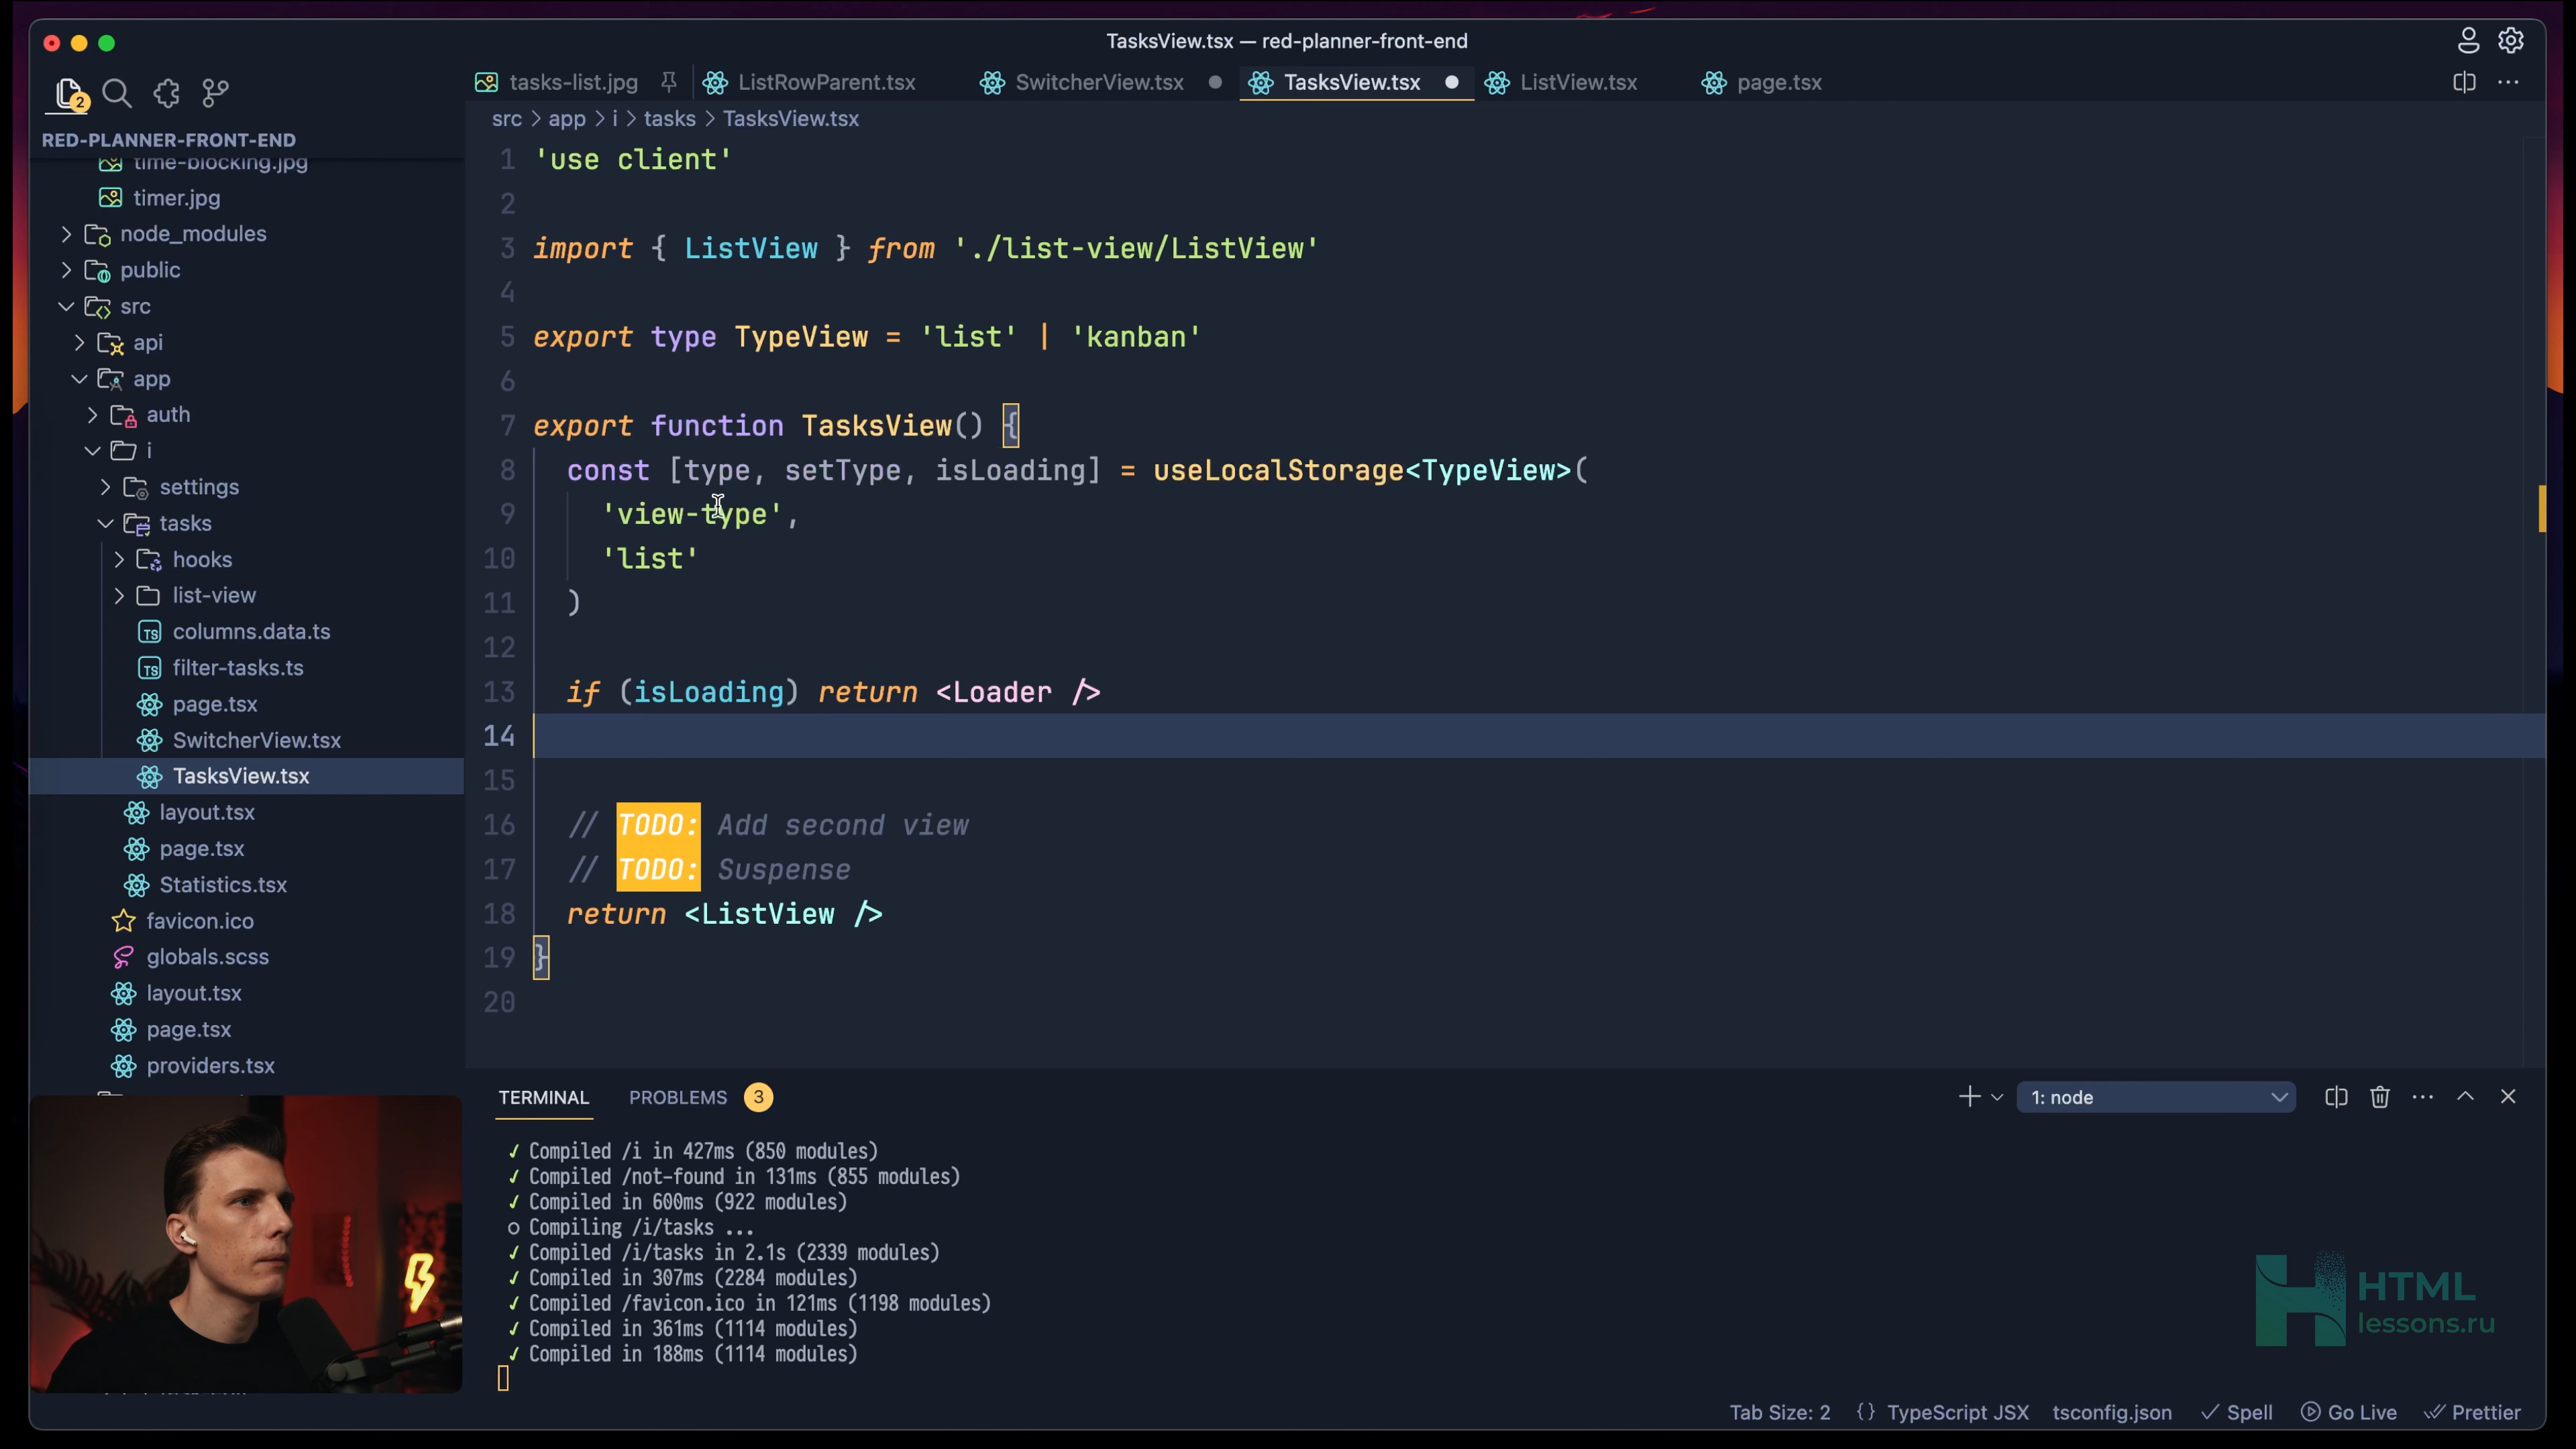 TasksView.tsx — red-planner-front-end
2
tasks-list.jpg
ListRowParent.tsx
SwitcherView.tsx
TasksView.tsx
ListView.tsx
page.tsx
RED-PLANNER-FRONT-END
time-blocking.jpg
timer.jpg
node_modules
public
src
api
app
auth
i
settings
tasks
hooks
list-view
columns.data.ts
filter-tasks.ts
page.tsx
SwitcherView.tsx
TasksView.tsx
layout.tsx
page.tsx
Statistics.tsx
favicon.ico
globals.scss
layout.tsx
page.tsx
providers.tsx
src > app > i > tasks > TasksView.tsx
1 'use client'
2
3 import { ListView } from './list-view/ListView'
4
5 export type TypeView = 'list' | 'kanban'
6
7 export function TasksView() {
8 const [type, setType, isLoading] = useLocalStorage<TypeView>(
9 'view-type',
10 'list'
11 )
12
13 if (isLoading) return <Loader />
14
15
16 // TODO: Add second view
17 // TODO: Suspense
18 return <ListView />
19 }
20
TERMINAL PROBLEMS 3
1: node
✓ Compiled /i in 427ms (850 modules)
✓ Compiled /not-found in 131ms (855 modules)
✓ Compiled in 600ms (922 modules)
○ Compiling /i/tasks ...
✓ Compiled /i/tasks in 2.1s (2339 modules)
✓ Compiled in 307ms (2284 modules)
✓ Compiled /favicon.ico in 121ms (1198 modules)
✓ Compiled in 361ms (1114 modules)
✓ Compiled in 188ms (1114 modules)
HTML
lessons.ru
Tab Size: 2 {} TypeScript JSX tsconfig.json ✓ Spell Go Live Prettier